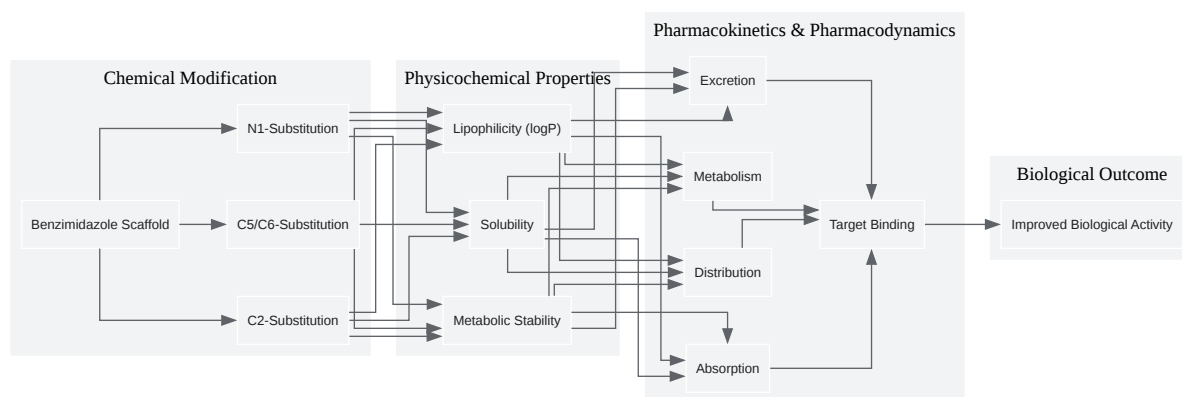 Chemical Modification
Benzimidazole Scaffold
N1-Substitution
C5/C6-Substitution
C2-Substitution
Physicochemical Properties
Lipophilicity (logP)
Solubility
Metabolic Stability
Pharmacokinetics & Pharmacodynamics
Excretion
Metabolism
Distribution
Absorption
Target Binding
Biological Outcome
Improved Biological Activity